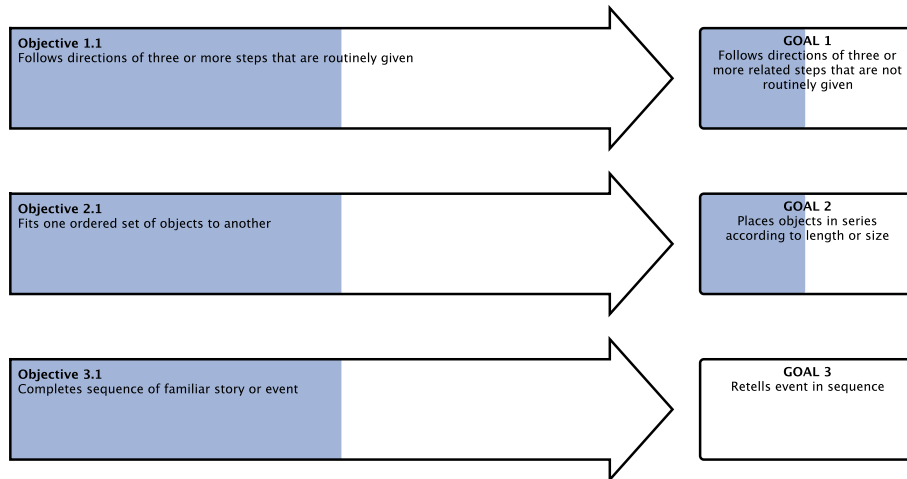 Objective 1.1
Follows directions of three or more steps that are routinely given
GOAL 1
Follows directions of three or
more related steps that are not
routinely given
Objective 2.1
Fits one ordered set of objects to another
GOAL 2
Places objects in series
according to length or size
Objective 3.1
Completes sequence of familiar story or event
GOAL 3
Retells event in sequence